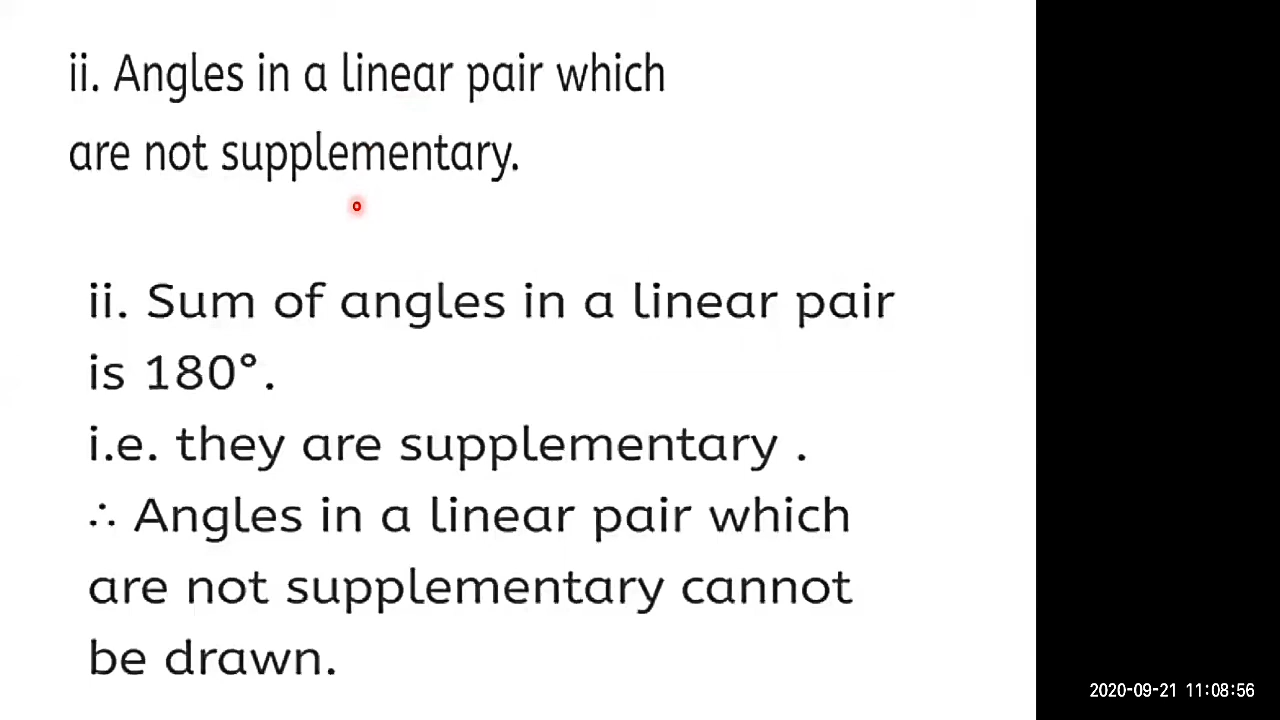 ii. Angles in a linear pair which
are not supplementary.
ii. Sum of angles in a linear pair
is 180°.
i.e. they are supplementary .
∴ Angles in a linear pair which
are not supplementary cannot
be drawn.
2020-09-21 11:08:56